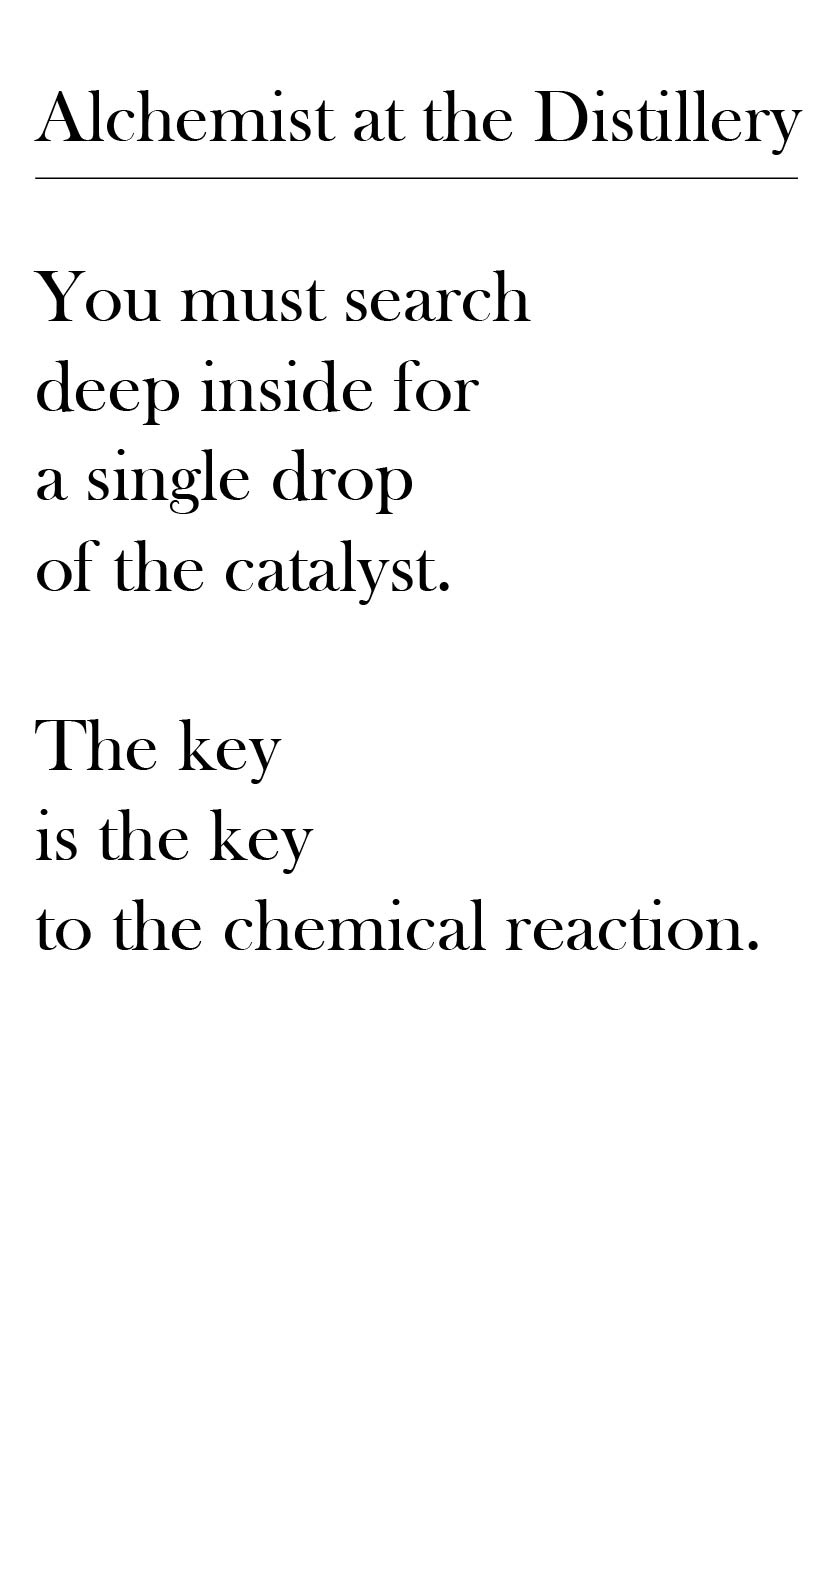 Alchemist at the Distillery
You must search
deep inside for
a single drop
of the catalyst.
The key
is the key
to the chemical reaction.